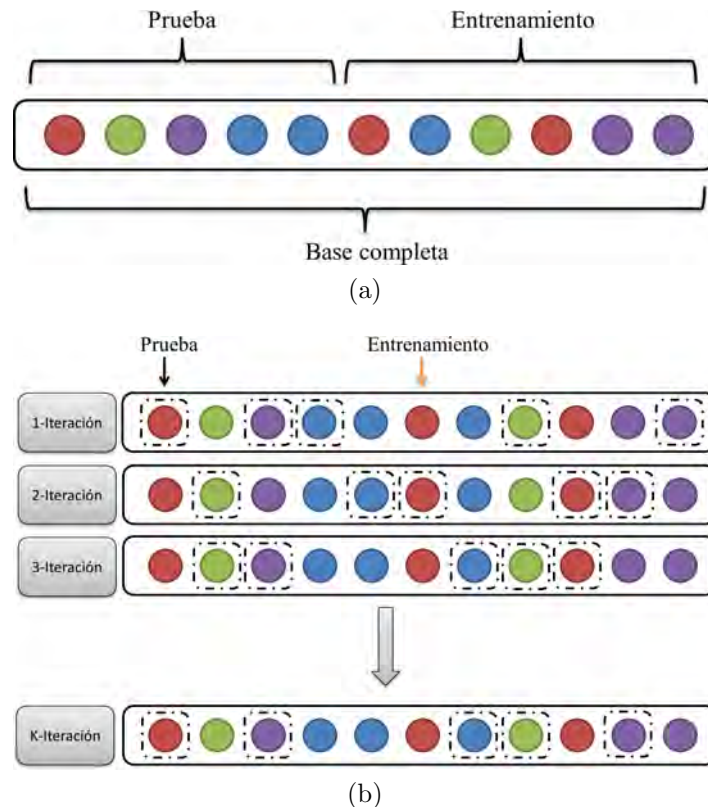 Prueba Entrenamiento
Base completa
(a)
Prueba Entrenamiento
1-Iteración
2-Iteración
3-Iteración
K-Iteración
(b)